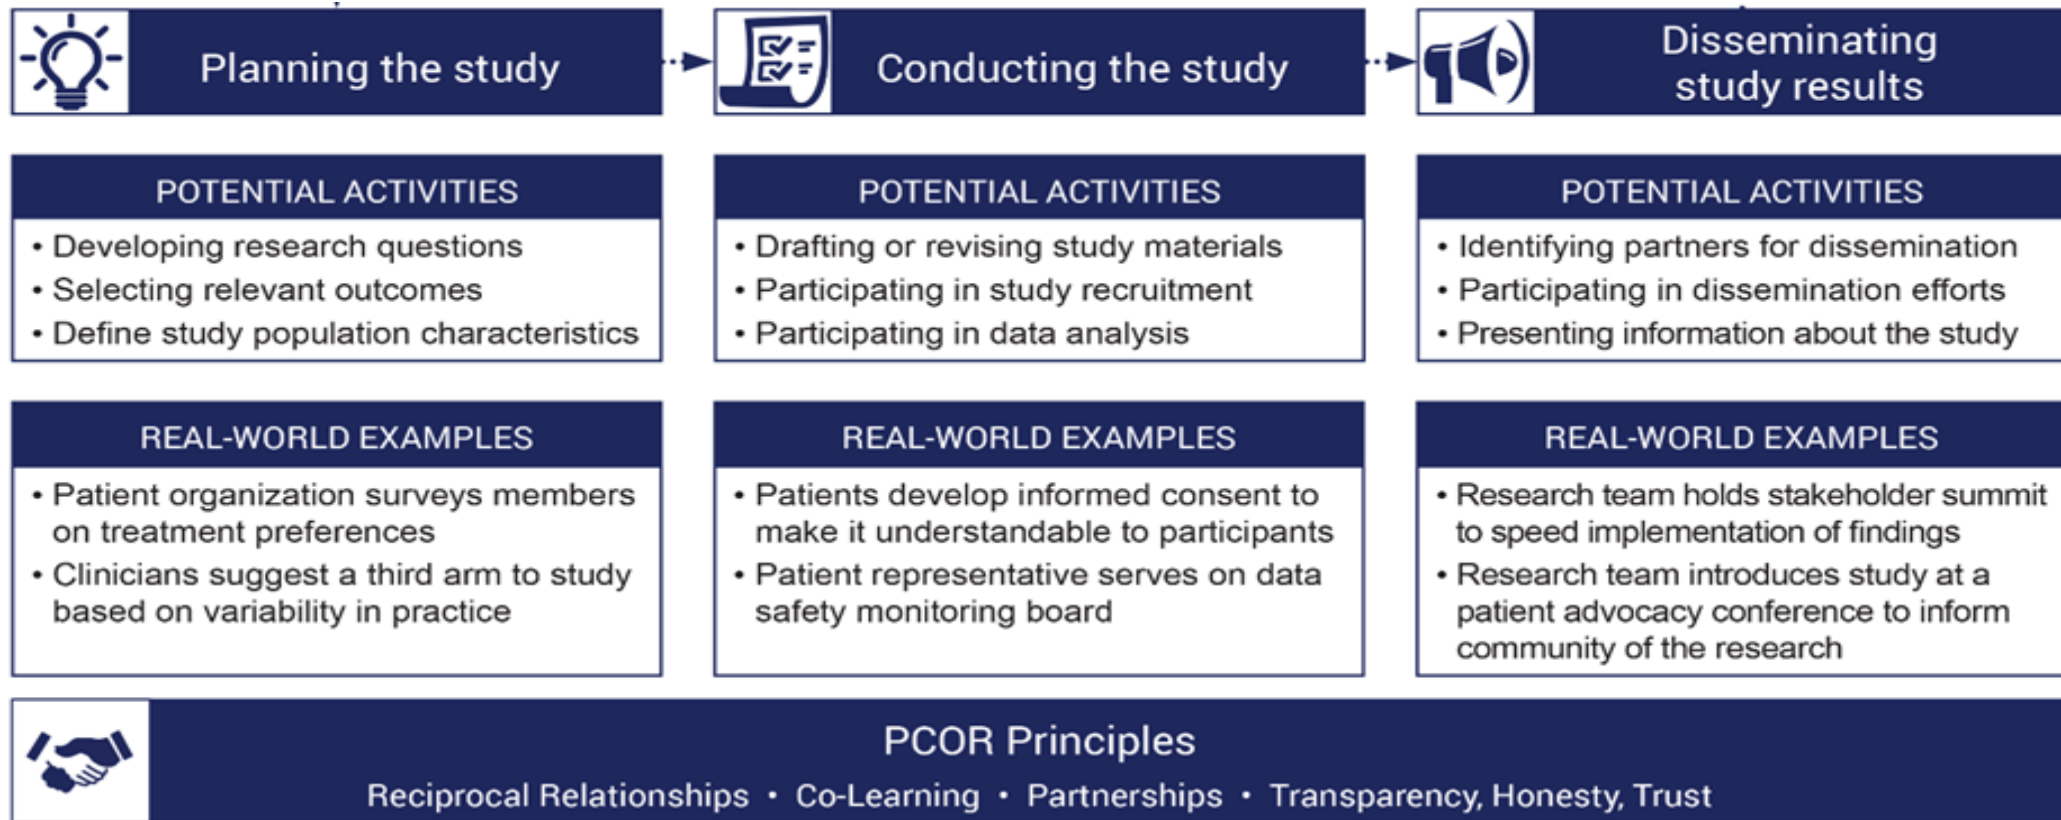 Planning the study
Conducting the study
Disseminating
study results
POTENTIAL ACTIVITIES
• Developing research questions
• Selecting relevant outcomes
• Define study population characteristics
POTENTIAL ACTIVITIES
• Drafting or revising study materials
• Participating in study recruitment
• Participating in data analysis
POTENTIAL ACTIVITIES
• Identifying partners for dissemination
• Participating in dissemination efforts
• Presenting information about the study
REAL-WORLD EXAMPLES
• Patient organization surveys members
on treatment preferences
• Clinicians suggest a third arm to study
based on variability in practice
REAL-WORLD EXAMPLES
• Patients develop informed consent to
make it understandable to participants
• Patient representative serves on data
safety monitoring board
REAL-WORLD EXAMPLES
• Research team holds stakeholder summit
to speed implementation of findings
• Research team introduces study at a
patient advocacy conference to inform
community of the research
PCOR Principles
Reciprocal Relationships • Co-Learning • Partnerships • Transparency, Honesty, Trust